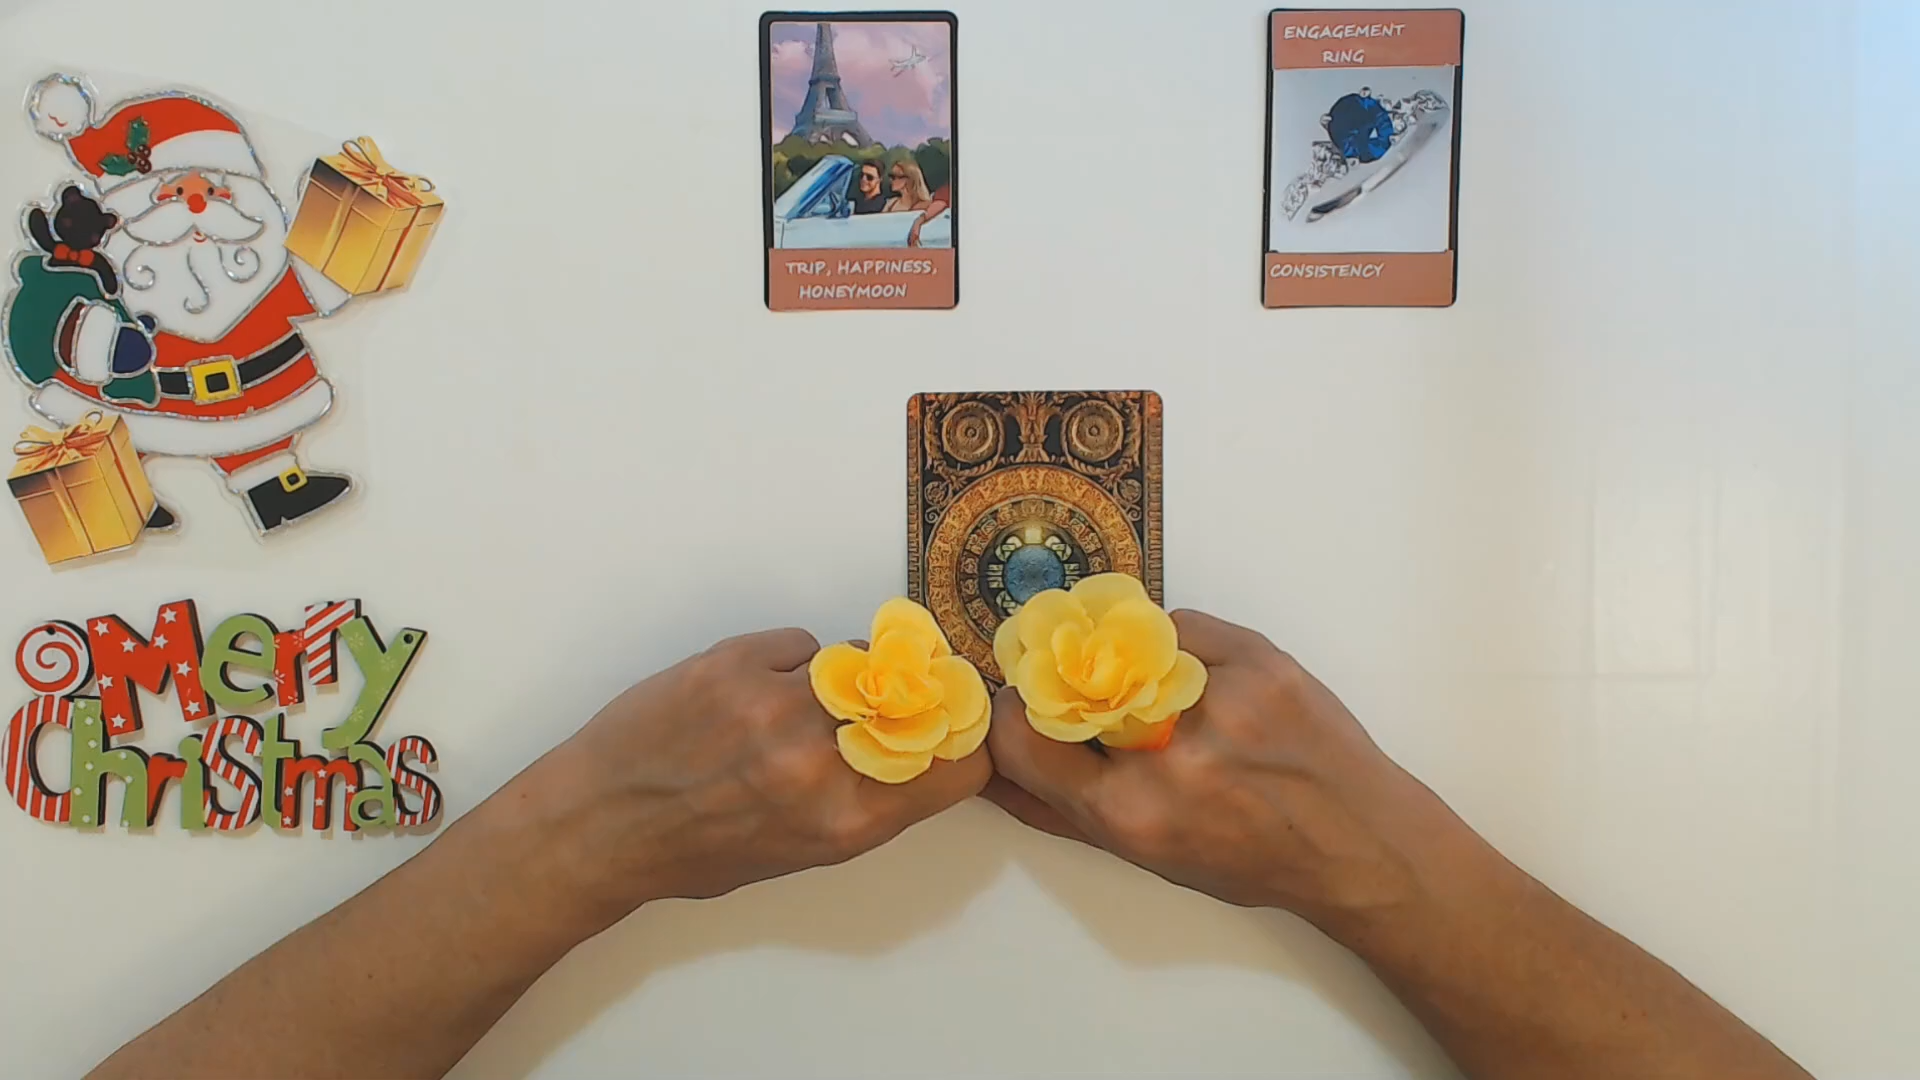 TRIP, HAPPINESS,
HONEYMOON
ENGAGEMENT
RING
CONSISTENCY
Merry
Christmas